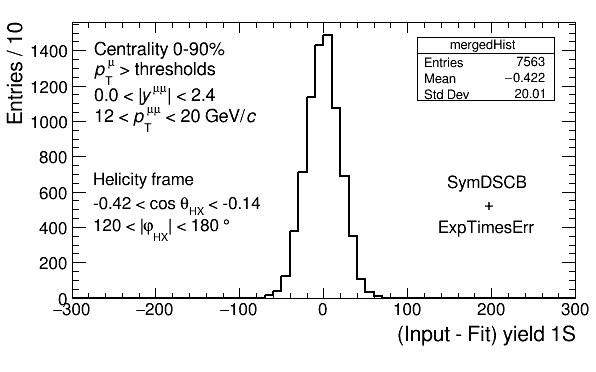 Entries / 10
1400
1200
1000
800
600
400
200
0
−300
−200
−100
0
100
200
300
(Input - Fit) yield 1S
Centrality 0-90%
p_T^μ > thresholds
0.0 < |y^μμ| < 2.4
12 < p_T^μμ < 20 GeV/c
Helicity frame
-0.42 < cos θ_HX < -0.14
120 < |φ_HX| < 180 °
mergedHist
Entries 7563
Mean −0.422
Std Dev 20.01
SymDSCB
+
ExpTimesErr